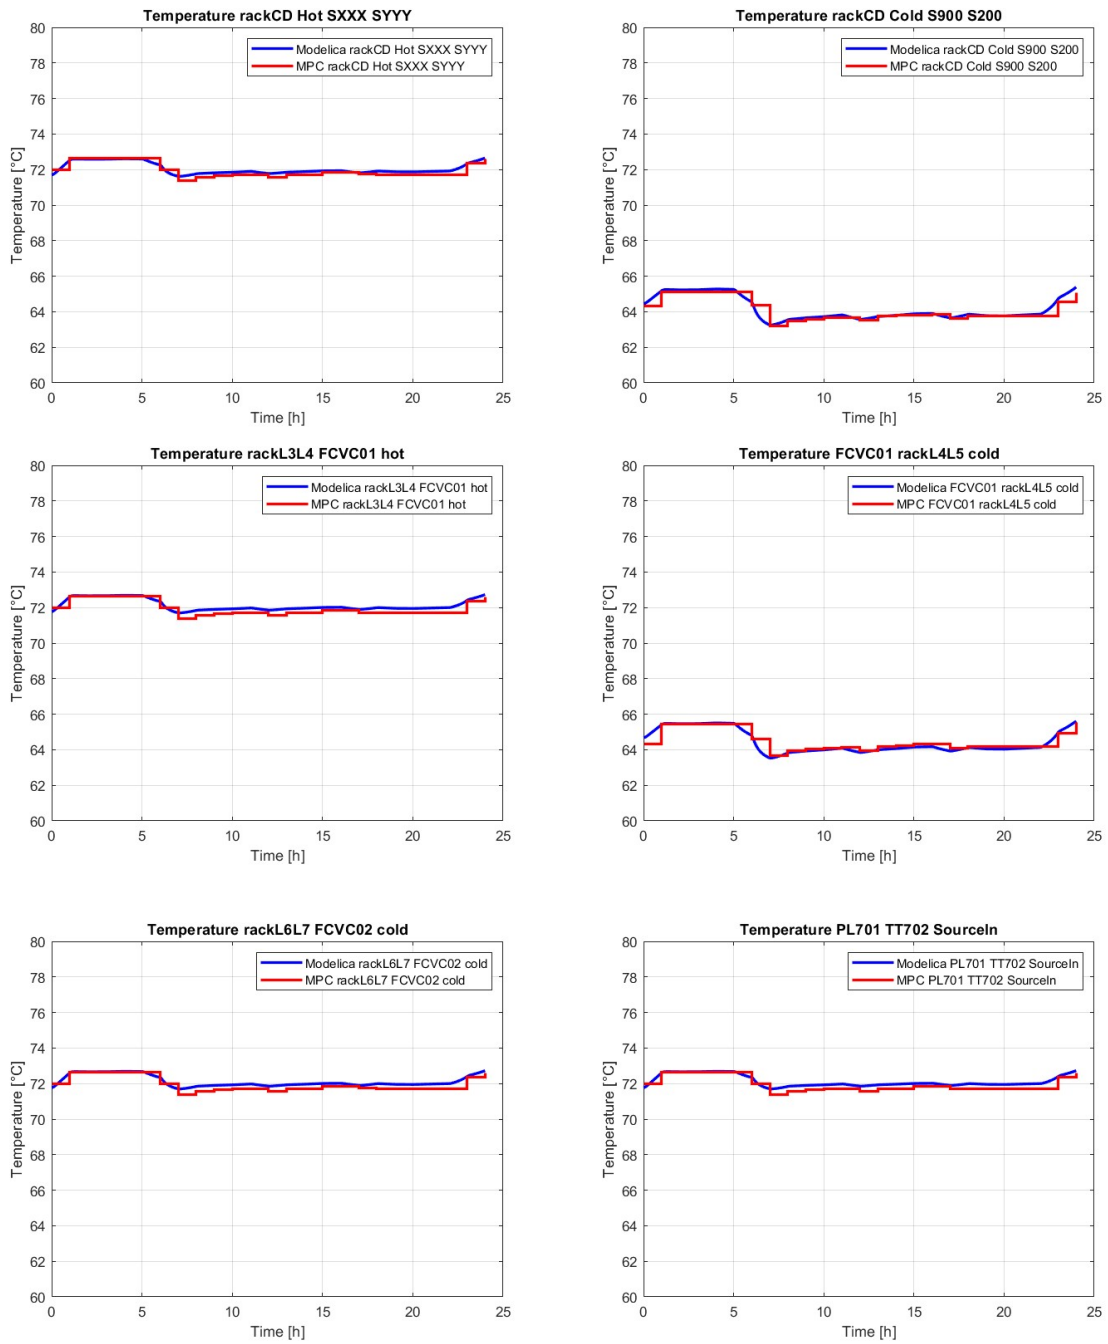 Temperature rackCD Hot SXXX SYYY
Modelica rackCD Hot SXXX SYYY
MPC rackCD Hot SXXX SYYY
Temperature [°C]
80
78
76
74
72
70
68
66
64
62
60
0 5 10 15 20 25
Time [h]
Temperature rackCD Cold S900 S200
Modelica rackCD Cold S900 S200
MPC rackCD Cold S900 S200
Temperature [°C]
80
78
76
74
72
70
68
66
64
62
60
0 5 10 15 20 25
Time [h]
Temperature rackL3L4 FCVC01 hot
Modelica rackL3L4 FCVC01 hot
MPC rackL3L4 FCVC01 hot
Temperature [°C]
80
78
76
74
72
70
68
66
64
62
60
0 5 10 15 20 25
Time [h]
Temperature FCVC01 rackL4L5 cold
Modelica FCVC01 rackL4L5 cold
MPC FCVC01 rackL4L5 cold
Temperature [°C]
80
78
76
74
72
70
68
66
64
62
60
0 5 10 15 20 25
Time [h]
Temperature rackL6L7 FCVC02 cold
Modelica rackL6L7 FCVC02 cold
MPC rackL6L7 FCVC02 cold
Temperature [°C]
80
78
76
74
72
70
68
66
64
62
60
0 5 10 15 20 25
Time [h]
Temperature PL701 TT702 SourceIn
Modelica PL701 TT702 SourceIn
MPC PL701 TT702 SourceIn
Temperature [°C]
80
78
76
74
72
70
68
66
64
62
60
0 5 10 15 20 25
Time [h]